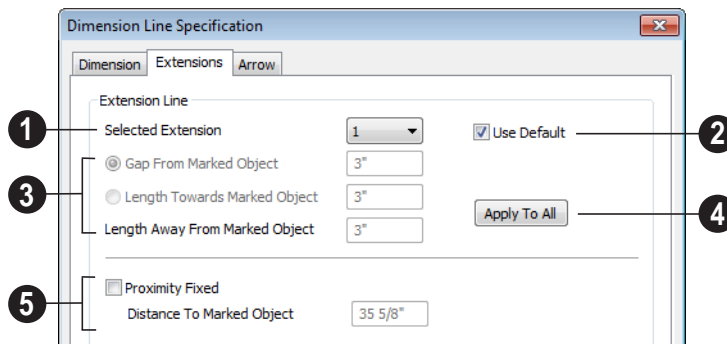 Dimension Line Specification
Dimension Extensions Arrow
Extension Line
1 Selected Extension 1 Use Default 2
Gap From Marked Object 3"
3 Length Towards Marked Object 3"
Apply To All 4
Length Away From Marked Object 3"
Proximity Fixed
5 Distance To Marked Object 35 5/8"